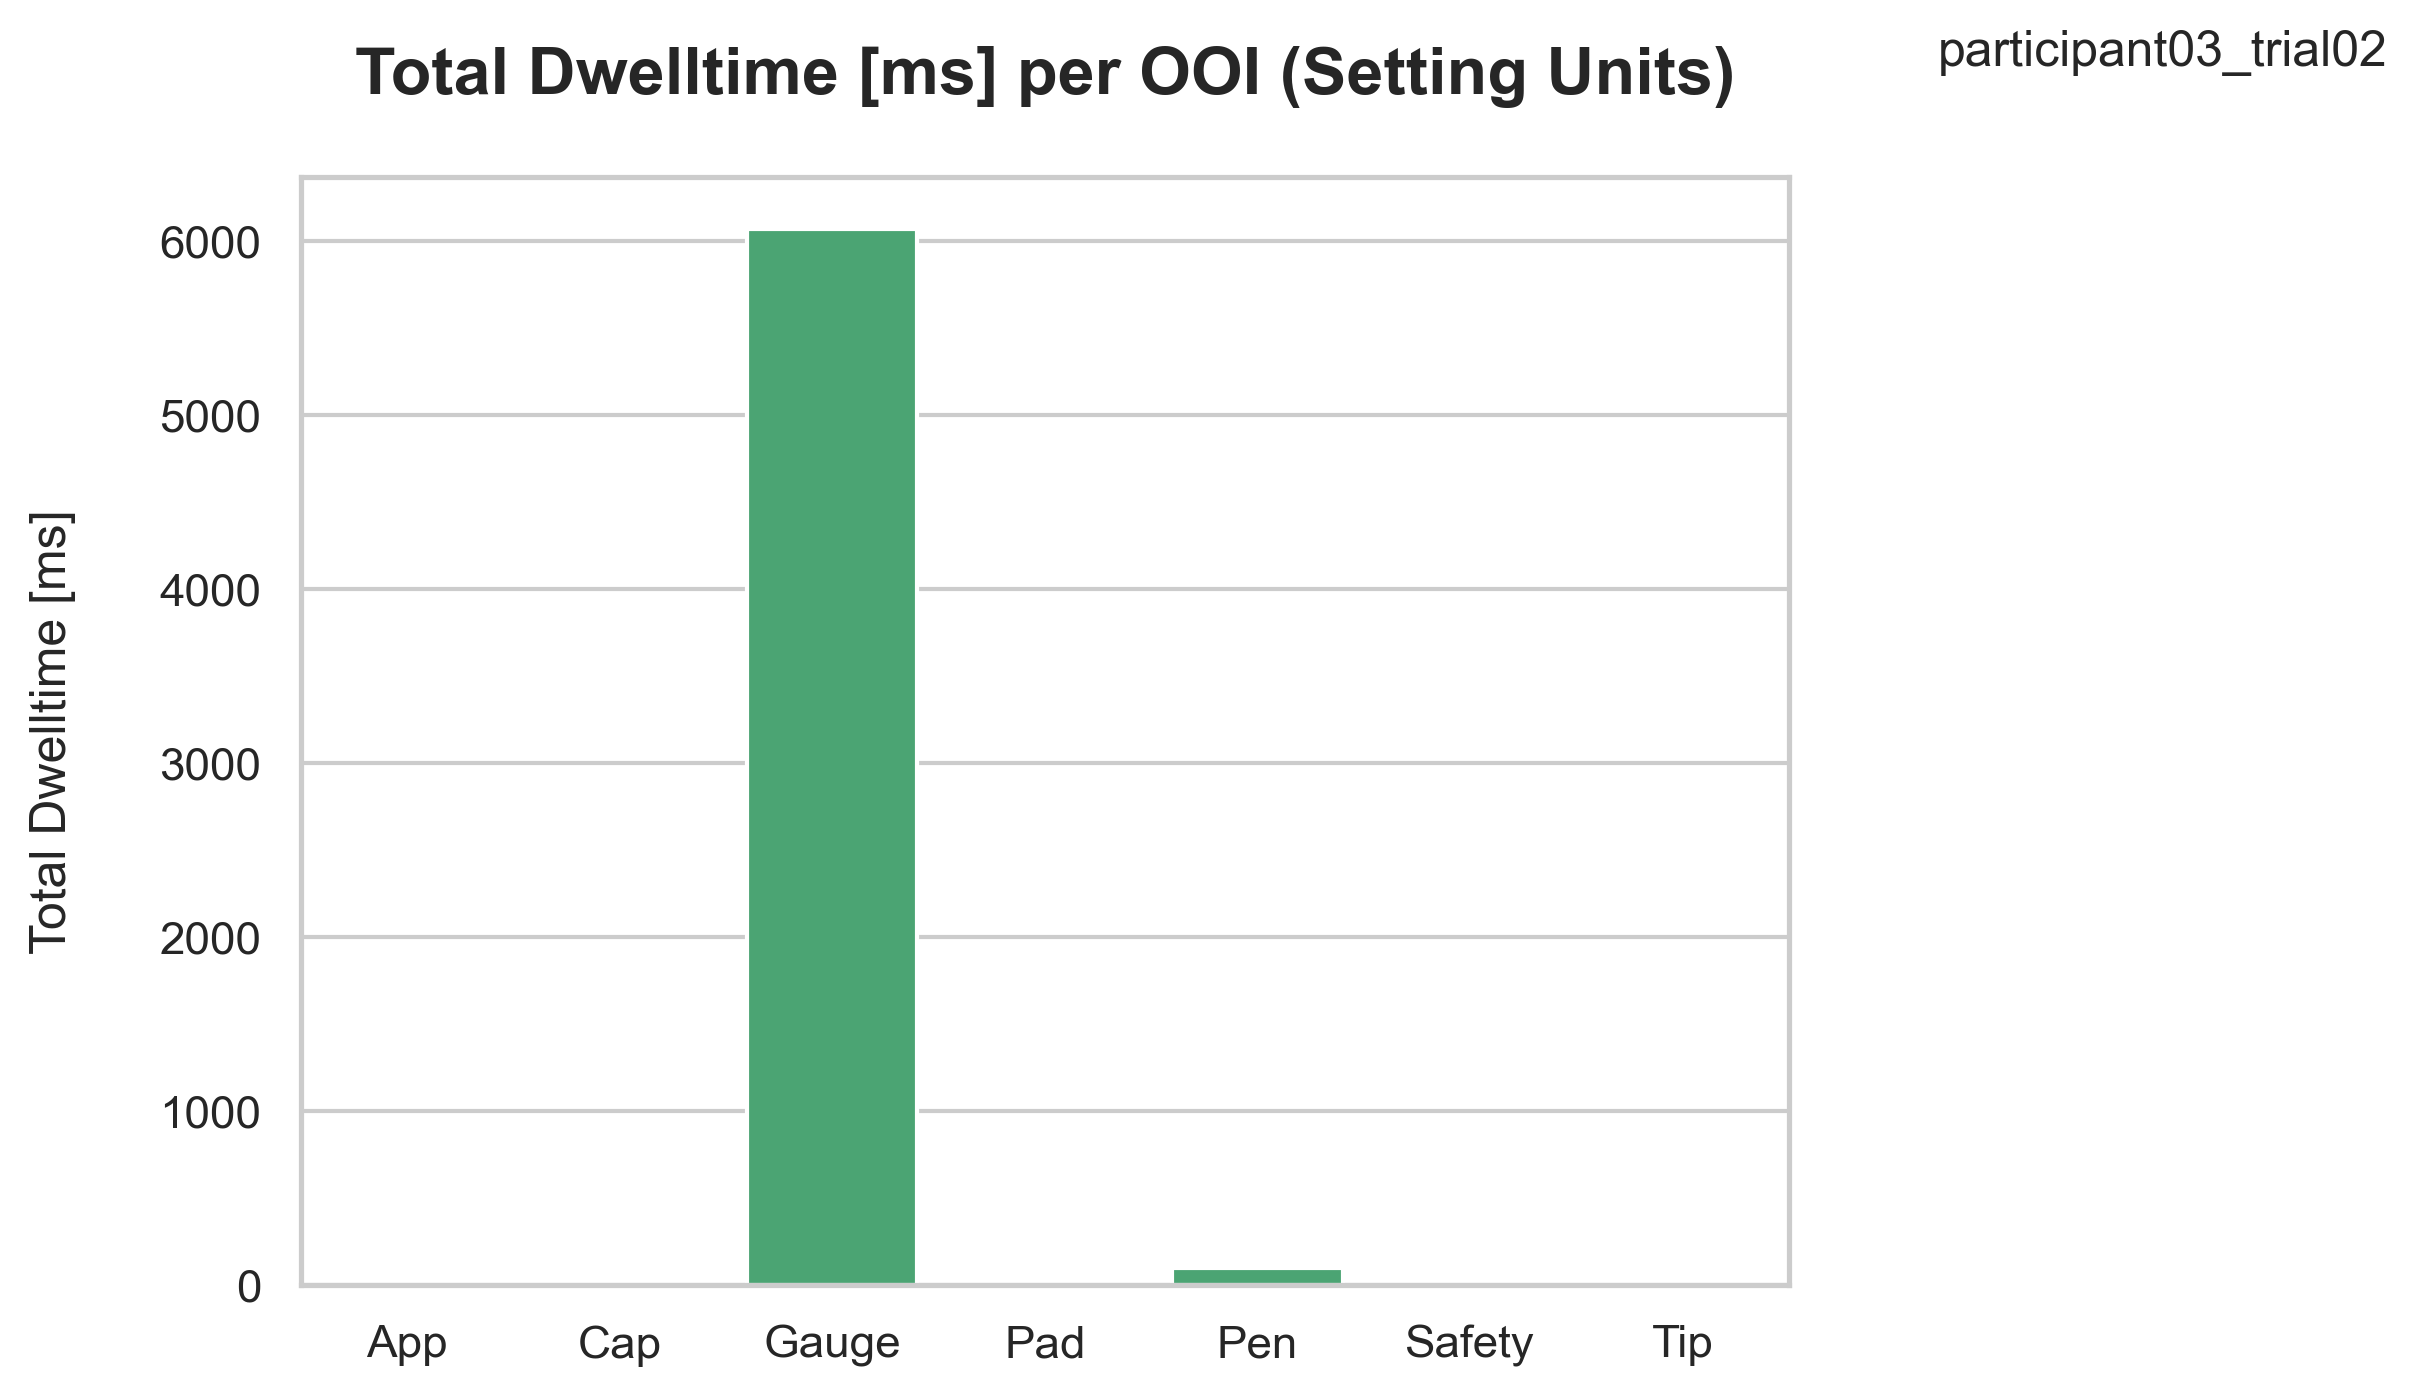 participant03_trial02
Total Dwelltime [ms] per OOI (Setting Units)
Total Dwelltime [ms]
6000
5000
4000
3000
2000
1000
0
App Cap Gauge Pad Pen Safety Tip